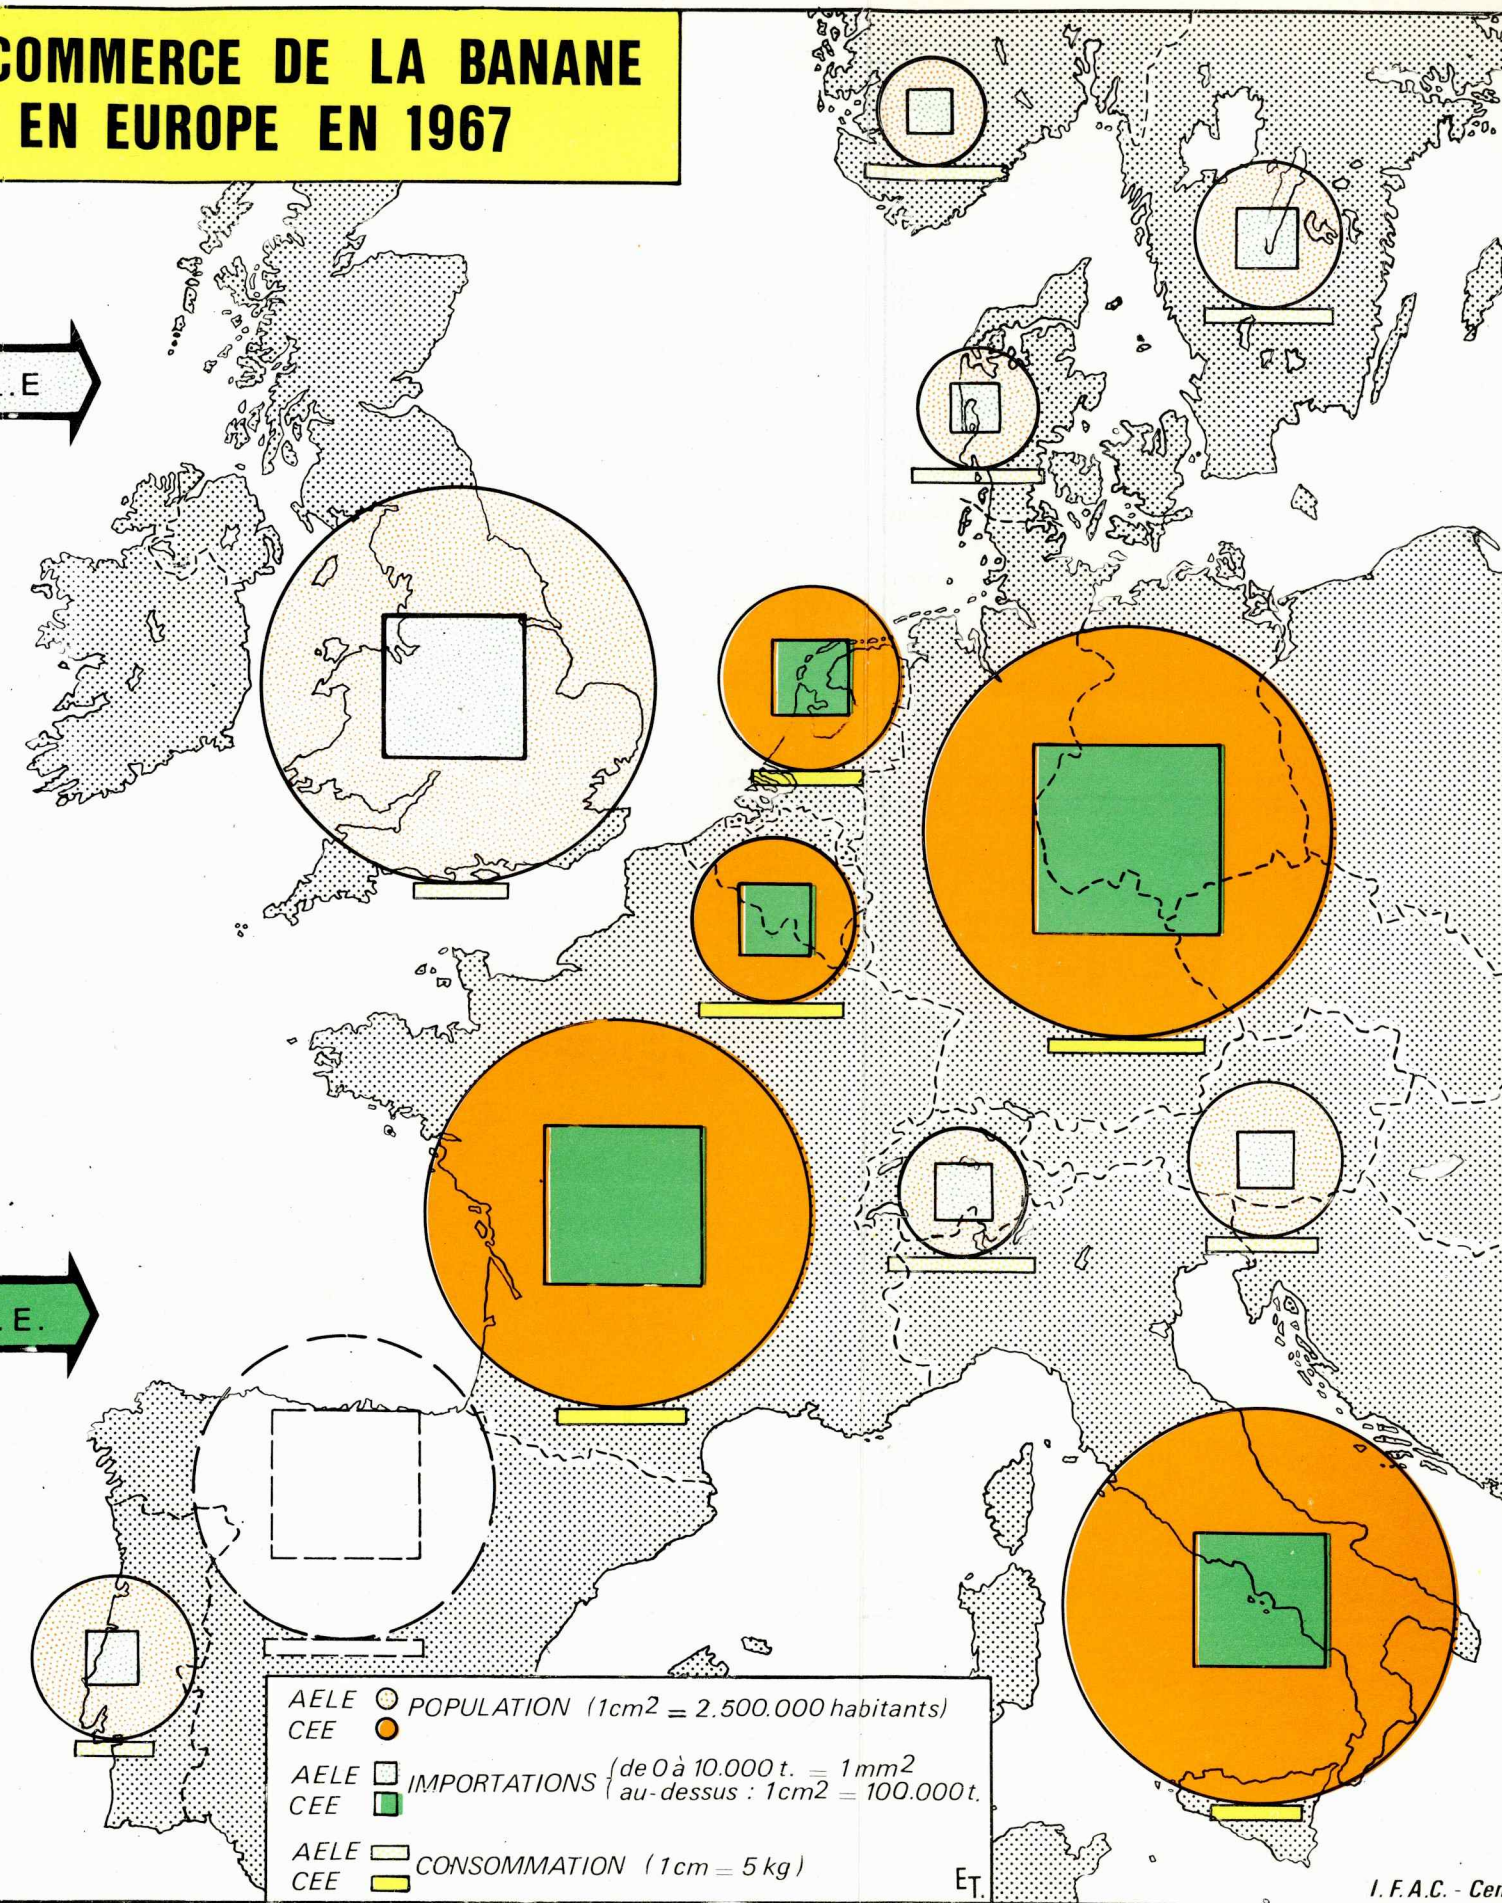 COMMERCE DE LA BANANE
EN EUROPE EN 1967
.E
.E.
AELE
CEE
POPULATION (1cm2 = 2.500.000 habitants)
AELE
CEE
IMPORTATIONS
de 0 à 10.000 t. = 1mm2
au-dessus : 1cm2 = 100.000 t.
AELE
CEE
CONSOMMATION (1cm = 5 kg)
ET.
I. F. A. C. - Cer